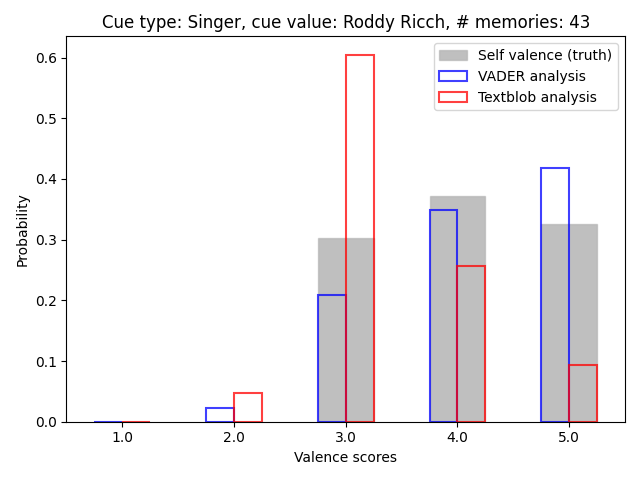 Cue type: Singer, cue value: Roddy Ricch, # memories: 43
Self valence (truth)
VADER analysis
Textblob analysis
Probability
0.6
0.5
0.4
0.3
0.2
0.1
0.0
1.0 2.0 3.0 4.0 5.0
Valence scores